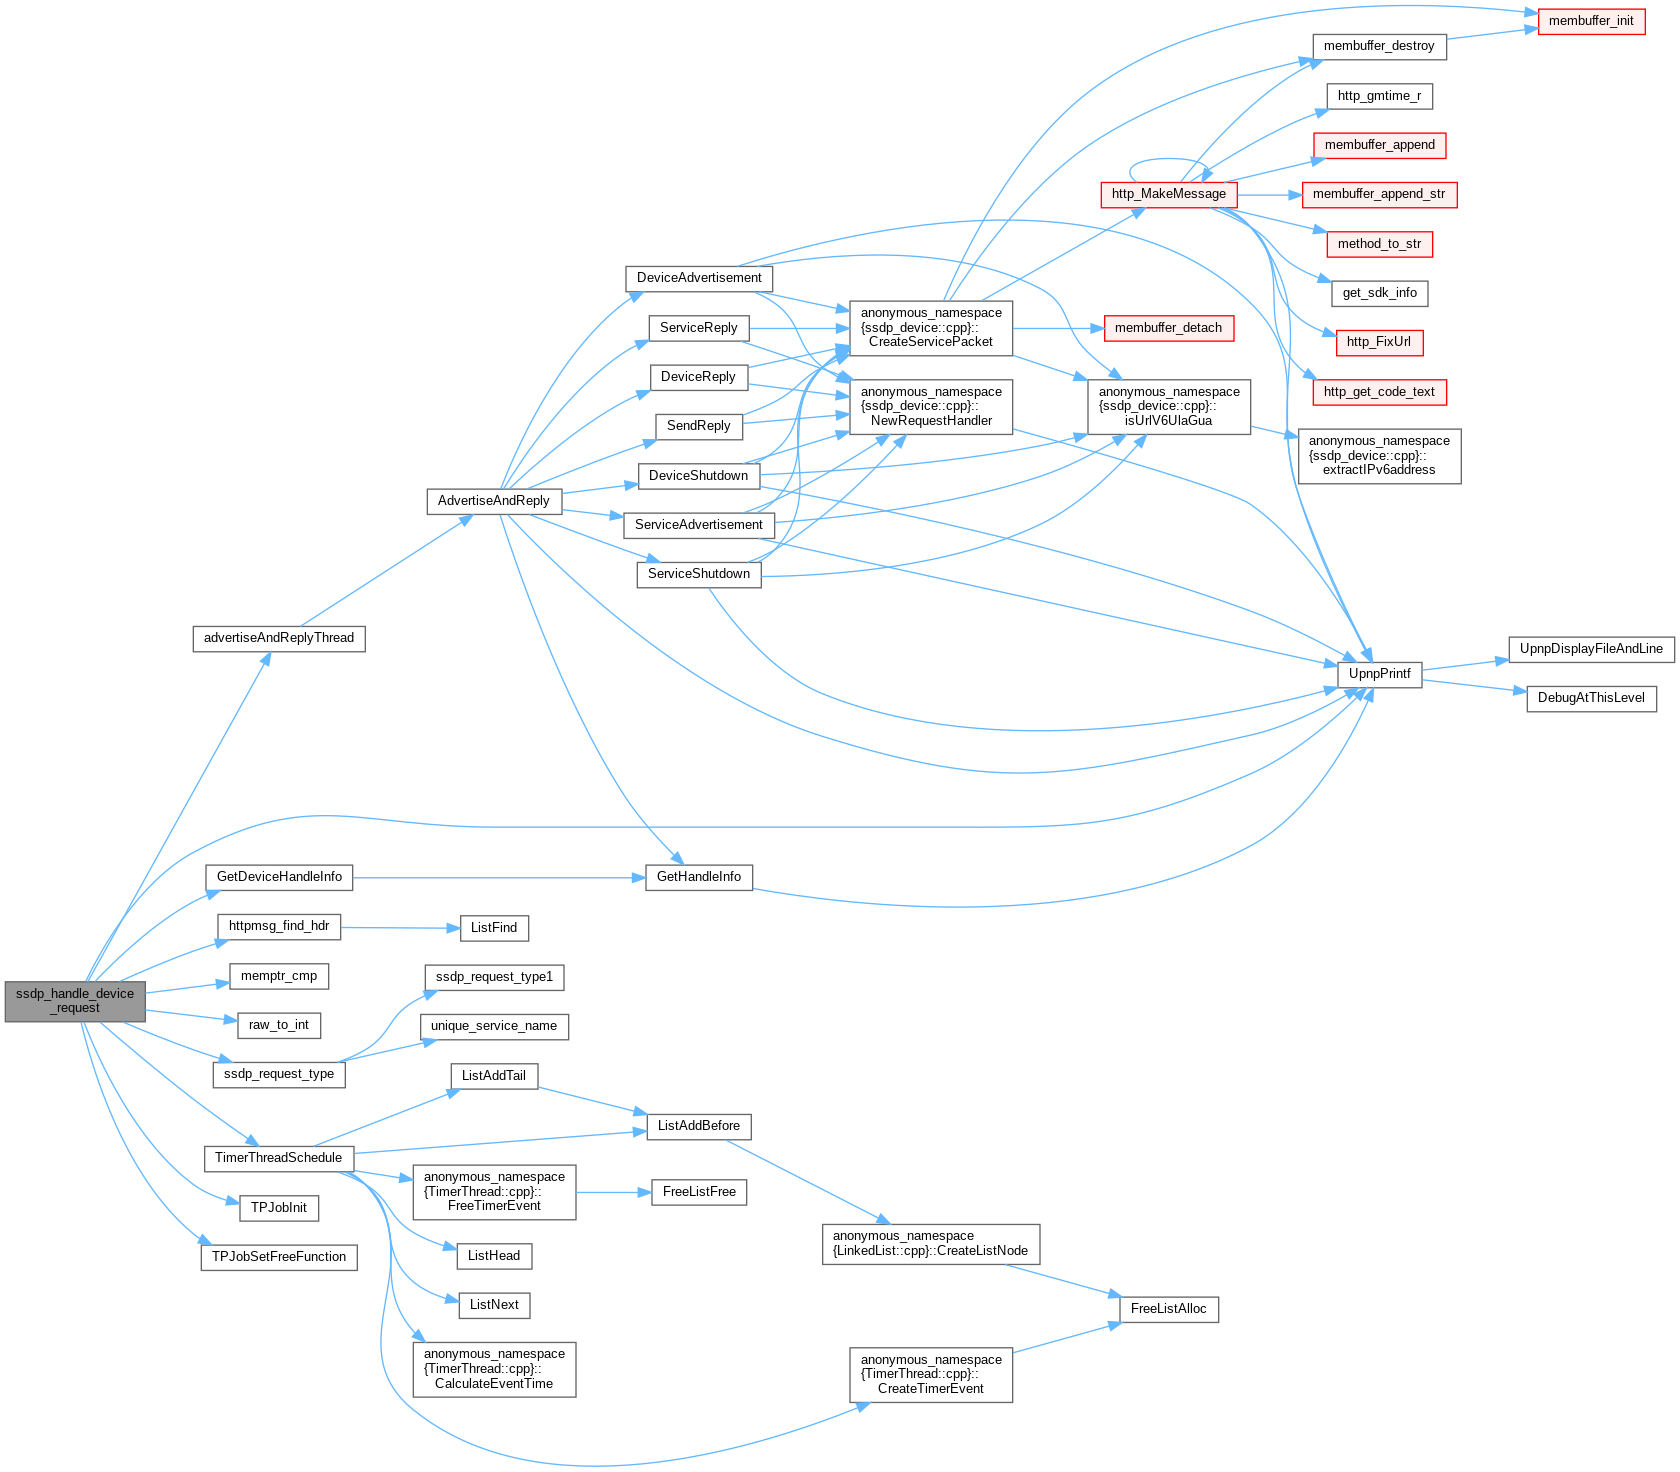 membuffer_init
membuffer_destroy
http_gmtime_r
membuffer_append
http_MakeMessage
membuffer_append_str
method_to_str
DeviceAdvertisement
get_sdk_info
anonymous_namespace
{ssdp_device::cpp}::
CreateServicePacket
ServiceReply
membuffer_detach
http_FixUrl
DeviceReply
anonymous_namespace
{ssdp_device::cpp}::
NewRequestHandler
anonymous_namespace
{ssdp_device::cpp}::
isUrlV6UlaGua
http_get_code_text
SendReply
anonymous_namespace
{ssdp_device::cpp}::
extractIPv6address
DeviceShutdown
AdvertiseAndReply
ServiceAdvertisement
ServiceShutdown
advertiseAndReplyThread
UpnpDisplayFileAndLine
UpnpPrintf
DebugAtThisLevel
GetDeviceHandleInfo
GetHandleInfo
httpmsg_find_hdr
ListFind
memptr_cmp
ssdp_request_type1
ssdp_handle_device
_request
raw_to_int
unique_service_name
ssdp_request_type
ListAddTail
ListAddBefore
TimerThreadSchedule
anonymous_namespace
{TimerThread::cpp}::
FreeTimerEvent
FreeListFree
TPJobInit
anonymous_namespace
{LinkedList::cpp}::CreateListNode
TPJobSetFreeFunction
ListHead
ListNext
FreeListAlloc
anonymous_namespace
{TimerThread::cpp}::
CalculateEventTime
anonymous_namespace
{TimerThread::cpp}::
CreateTimerEvent